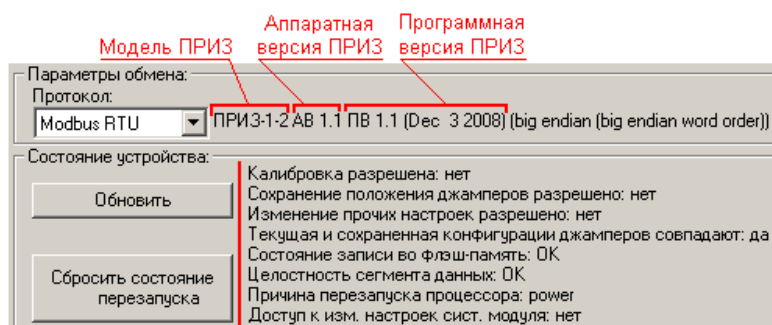 Модель ПРИЗ
Аппаратная версия ПРИЗ
Программная версия ПРИЗ
Параметры обмена:
Протокол:
Modbus RTU ПРИЗ-1-2 АВ 1.1 ПВ 1.1 (Dec 3 2008) (big endian (big endian word order))
Состояние устройства:
Обновить
Сбросить состояние
перезапуска
Калибровка разрешена: нет
Сохранение положения джамперов разрешено: нет
Изменение прочих настроек разрешено: нет
Текущая и сохраненная конфигурации джамперов совпадают: да
Состояние записи во флэш-память: OK
Целостность сегмента данных: OK
Причина перезапуска процессора: power
Доступ к изм. настроек сист. модуля: нет